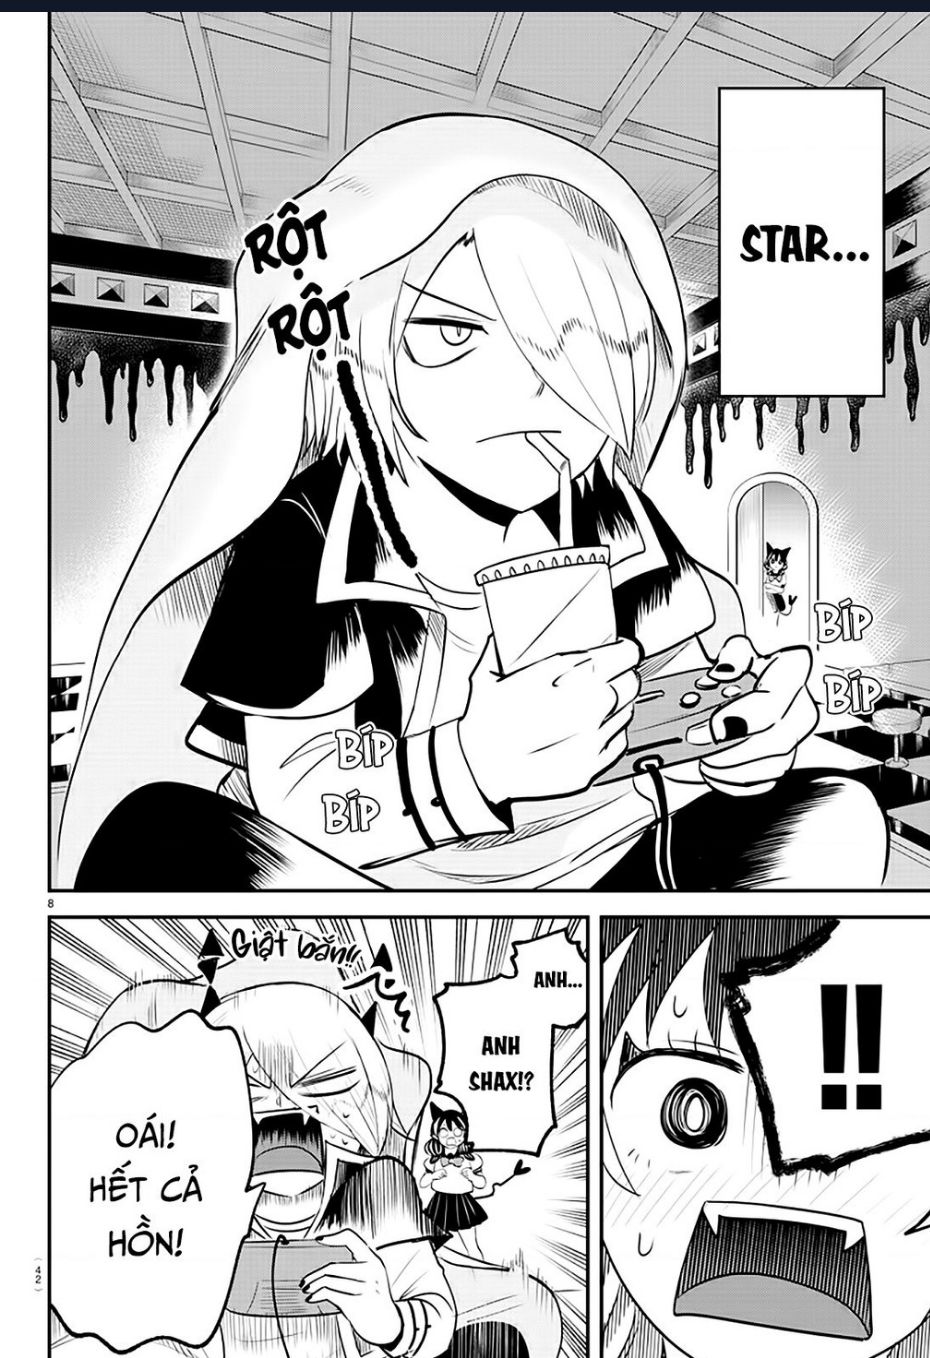 STAR...
RỘT
RỘT
BÍP
BÍP
BÍP
BÍP
8
!!
ANH...
ANH
SHAX!?
Giật bắn!!
OÁI!
HẾT CẢ
HỒN!
(42)